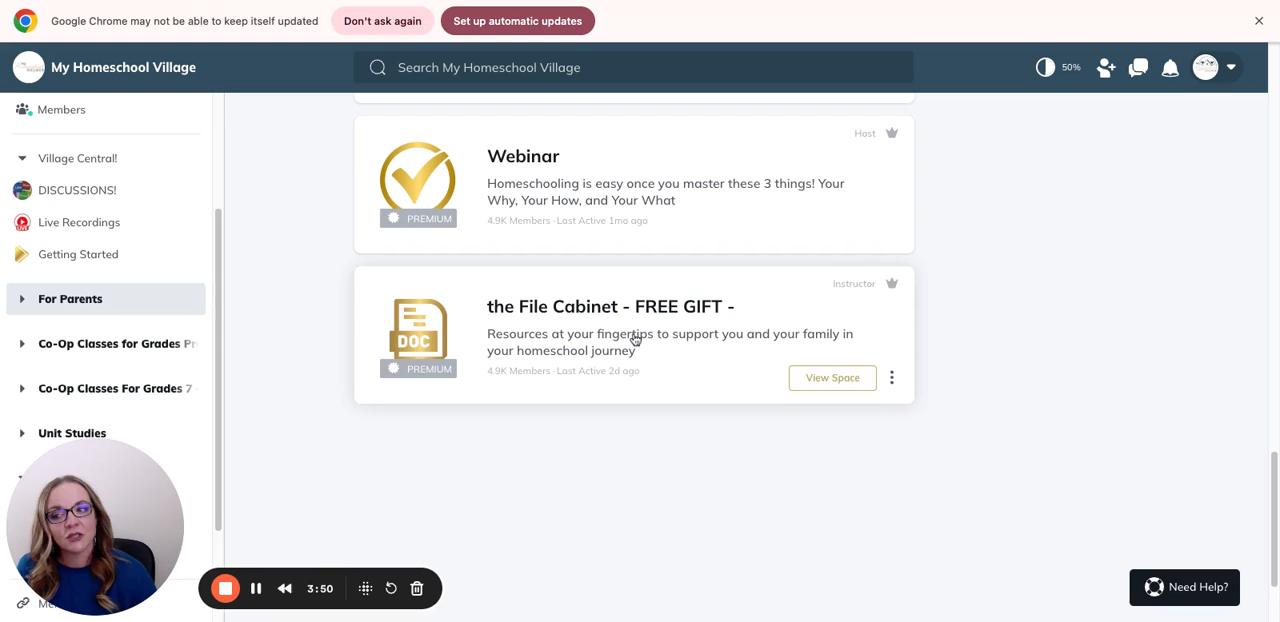 Google Chrome may not be able to keep itself updated
Don't ask again
Set up automatic updates
My Homeschool Village
Search My Homeschool Village
50%
Members
Village Central!
DISCUSSIONS!
Live Recordings
Getting Started
For Parents
Co-Op Classes for Grades Pr
Co-Op Classes For Grades 7
Unit Studies
Host
Webinar
Homeschooling is easy once you master these 3 things! Your
Why, Your How, and Your What
PREMIUM
4.9K Members · Last Active 1mo ago
Instructor
the File Cabinet - FREE GIFT -
DOC
Resources at your fingertips to support you and your family in
your homeschool journey
PREMIUM
4.9K Members · Last Active 2d ago
View Space
3:50
Need Help?